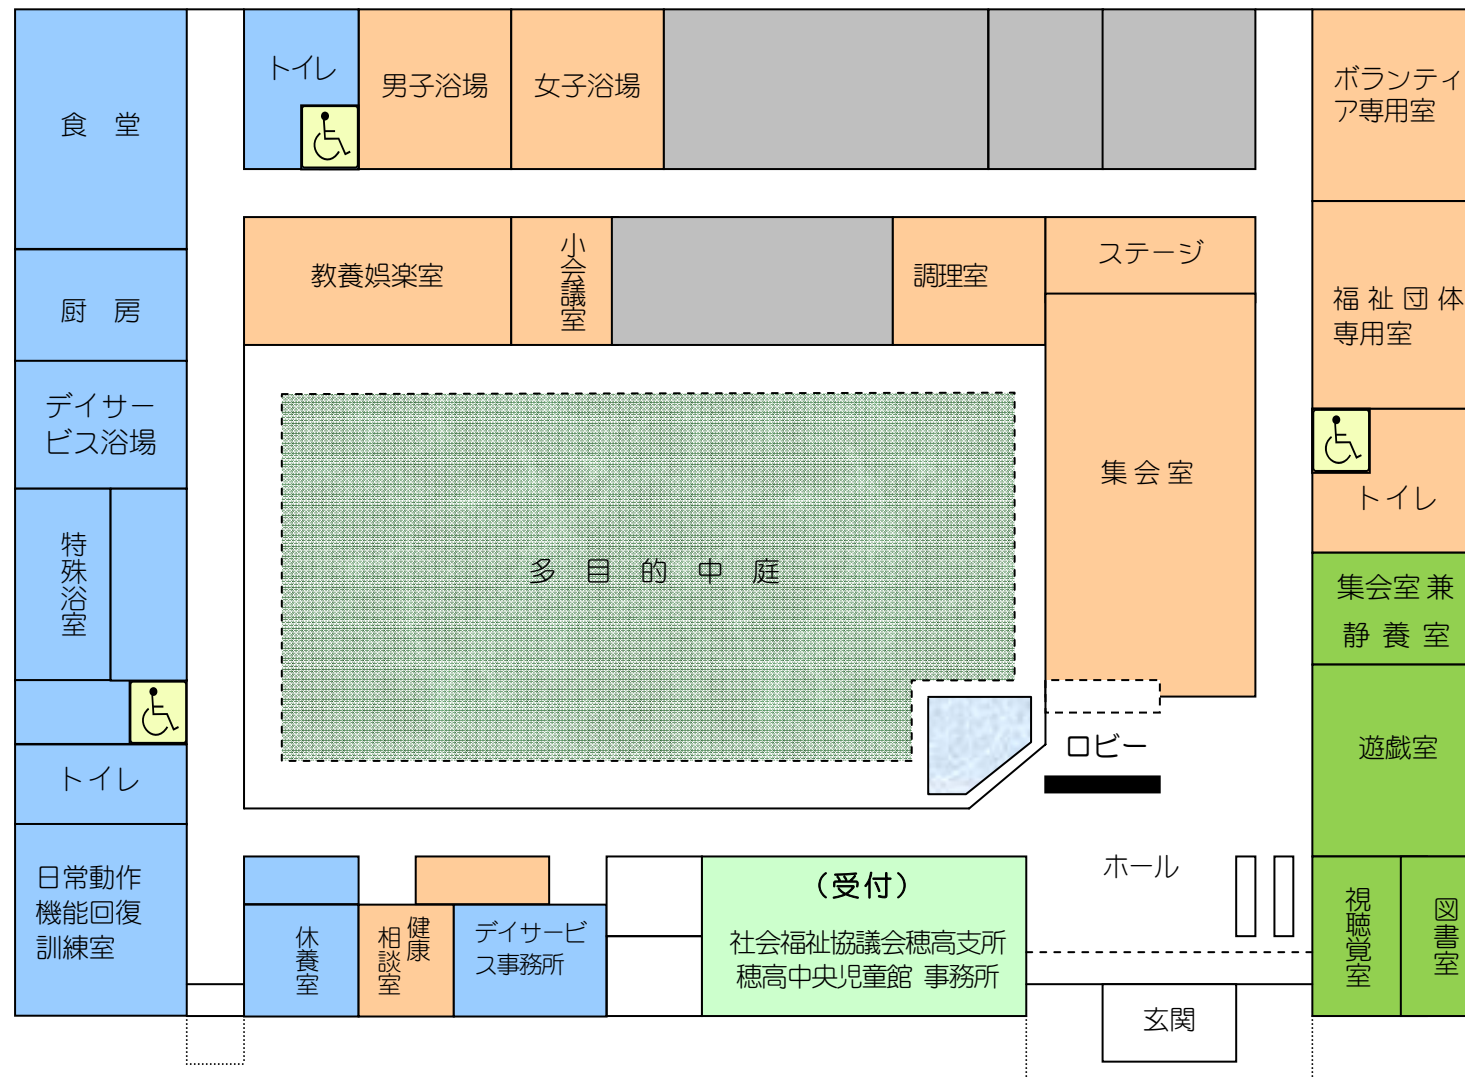 食 堂
トイレ
男子浴場
女子浴場
ボランティ
ア専用室
厨 房
教養娯楽室
小会議室
調理室
ステージ
福 祉 団 体
専用室
デイサー
ビス浴場
集 会 室
トイレ
特殊浴室
多 目 的 中 庭
集会室 兼
静 養 室
トイレ
ロビー
遊戯室
日常動作
機能回復
訓練室
休養室
健康
相談室
デイサービ
ス事務所
（受付）
社会福祉協議会穂高支所
穂高中央児童館 事務所
ホール
視聴覚室
図書室
玄関